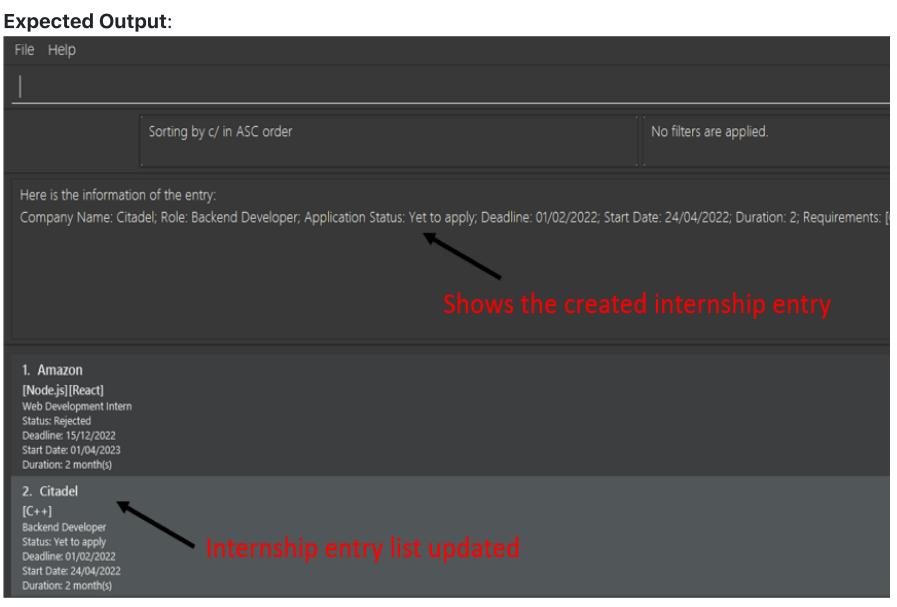 Expected Output:
File Help
Sorting by c/ in ASC order
No filters are applied.
Here is the information of the entry:
Company Name: Citadel; Role: Backend Developer; Application Status: Yet to apply; Deadline: 01/02/2022; Start Date: 24/04/2022; Duration: 2; Requirements: [
Shows the created internship entry
1. Amazon
[Node.js][React]
Web Development Intern
Status: Rejected
Deadline: 15/12/2022
Start Date: 01/04/2023
Duration: 2 month(s)
2. Citadel
[C++]
Backend Developer
Status: Yet to apply
Deadline: 01/02/2022
Start Date: 24/04/2022
Duration: 2 month(s)
Internship entry list updated